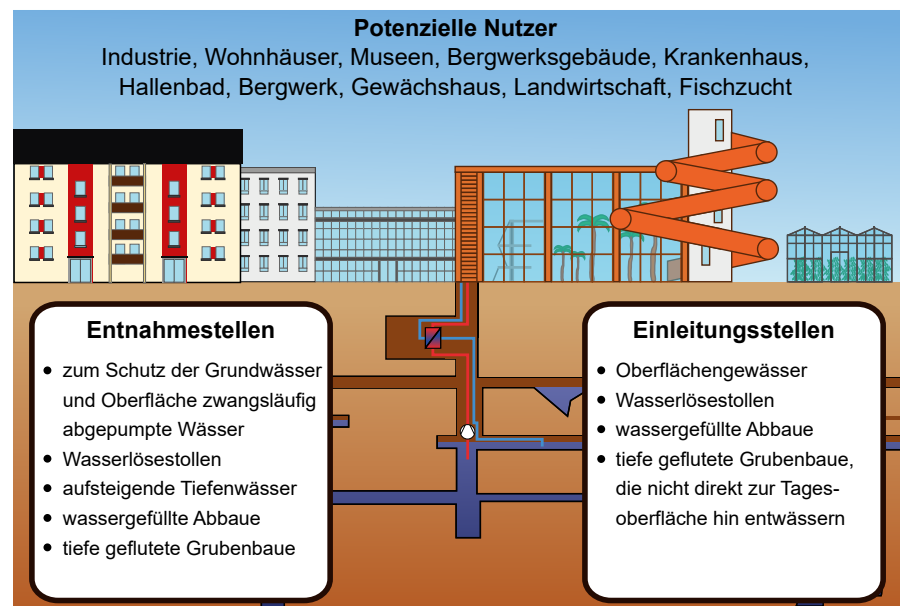 Potenzielle Nutzer
Industrie, Wohnhäuser, Museen, Bergwerksgebäude, Krankenhaus,
Hallenbad, Bergwerk, Gewächshaus, Landwirtschaft, Fischzucht
Entnahmestellen
• zum Schutz der Grundwässer
und Oberfläche zwangsläufig
abgepumpte Wässer
• Wasserlösestollen
• aufsteigende Tiefenwässer
• wassergefüllte Abbaue
• tiefe geflutete Grubenbaue
Einleitungsstellen
• Oberflächengewässer
• Wasserlösestollen
• wassergefüllte Abbaue
• tiefe geflutete Grubenbaue,
die nicht direkt zur Tages-
oberfläche hin entwässern